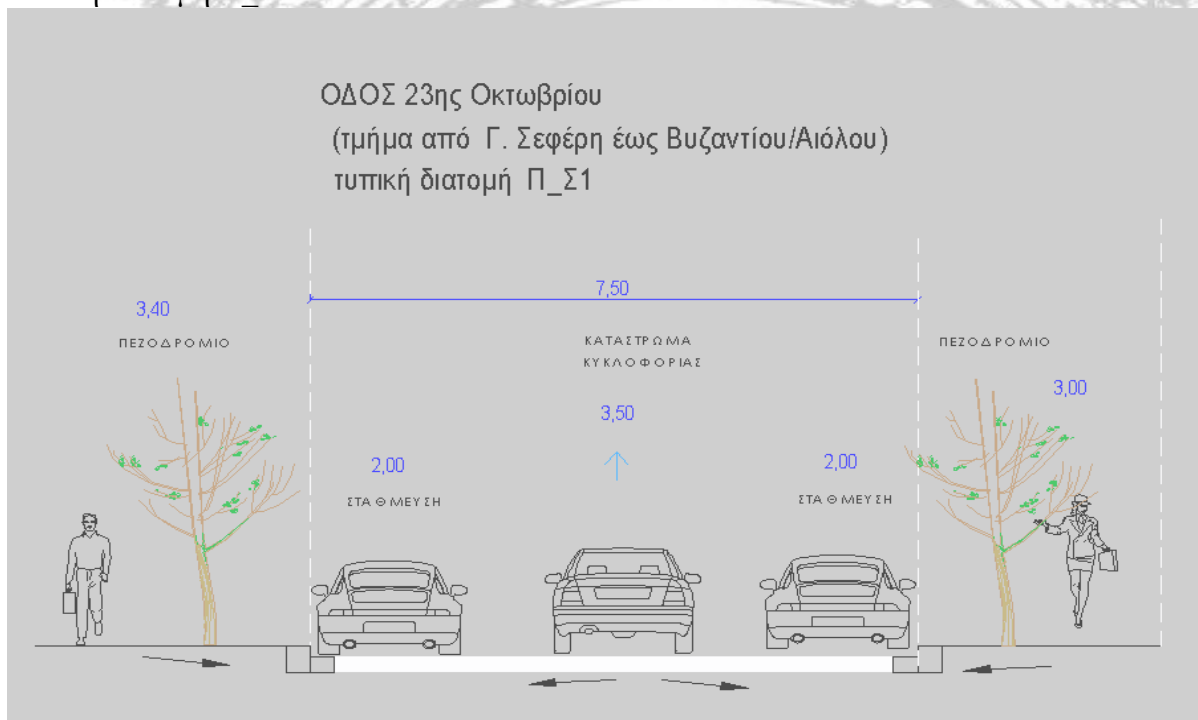 ΟΔΟΣ 23ης Οκτωβρίου
(τμήμα από Γ. Σεφέρη έως Βυζαντίου/Αιόλου)
τυπική διατομή Π_Σ1
7,50
3,40
ΠΕΖΟΔΡΟΜΙΟ
ΚΑΤΑΣΤΡΩΜΑ
ΚΥΚΛΟΦΟΡΙΑΣ
ΠΕΖΟΔΡΟΜΙΟ
3,00
3,50
2,00
ΣΤΑΘΜΕΥΣΗ
2,00
ΣΤΑΘΜΕΥΣΗ